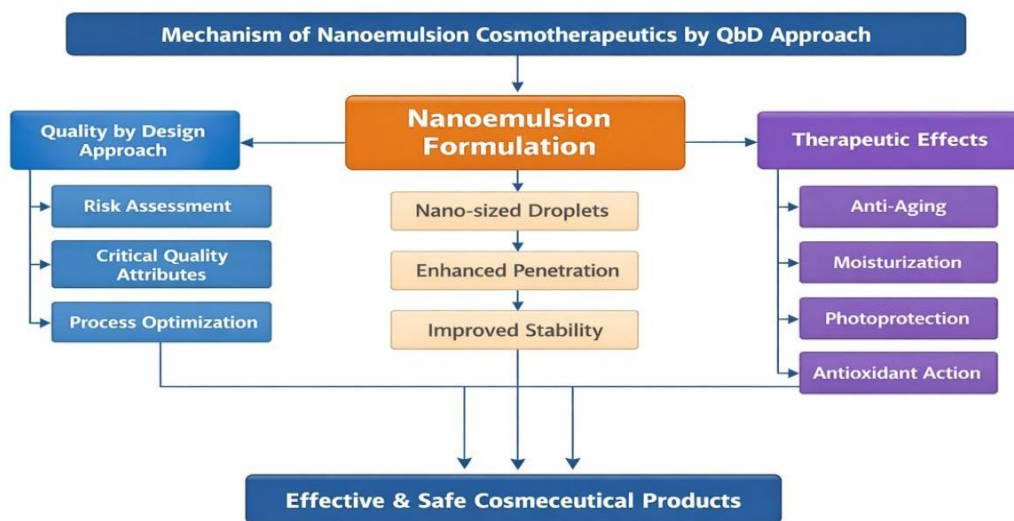 Mechanism of Nanoemulsion Cosmotherapeutics by QbD Approach
Nanoemulsion
Formulation
Quality by Design
Approach
Risk Assessment
Critical Quality
Attributes
Process Optimization
Nano-sized Droplets
Enhanced Penetration
Improved Stability
Therapeutic Effects
Anti-Aging
Moisturization
Photoprotection
Antioxidant Action
Effective & Safe Cosmeceutical Products